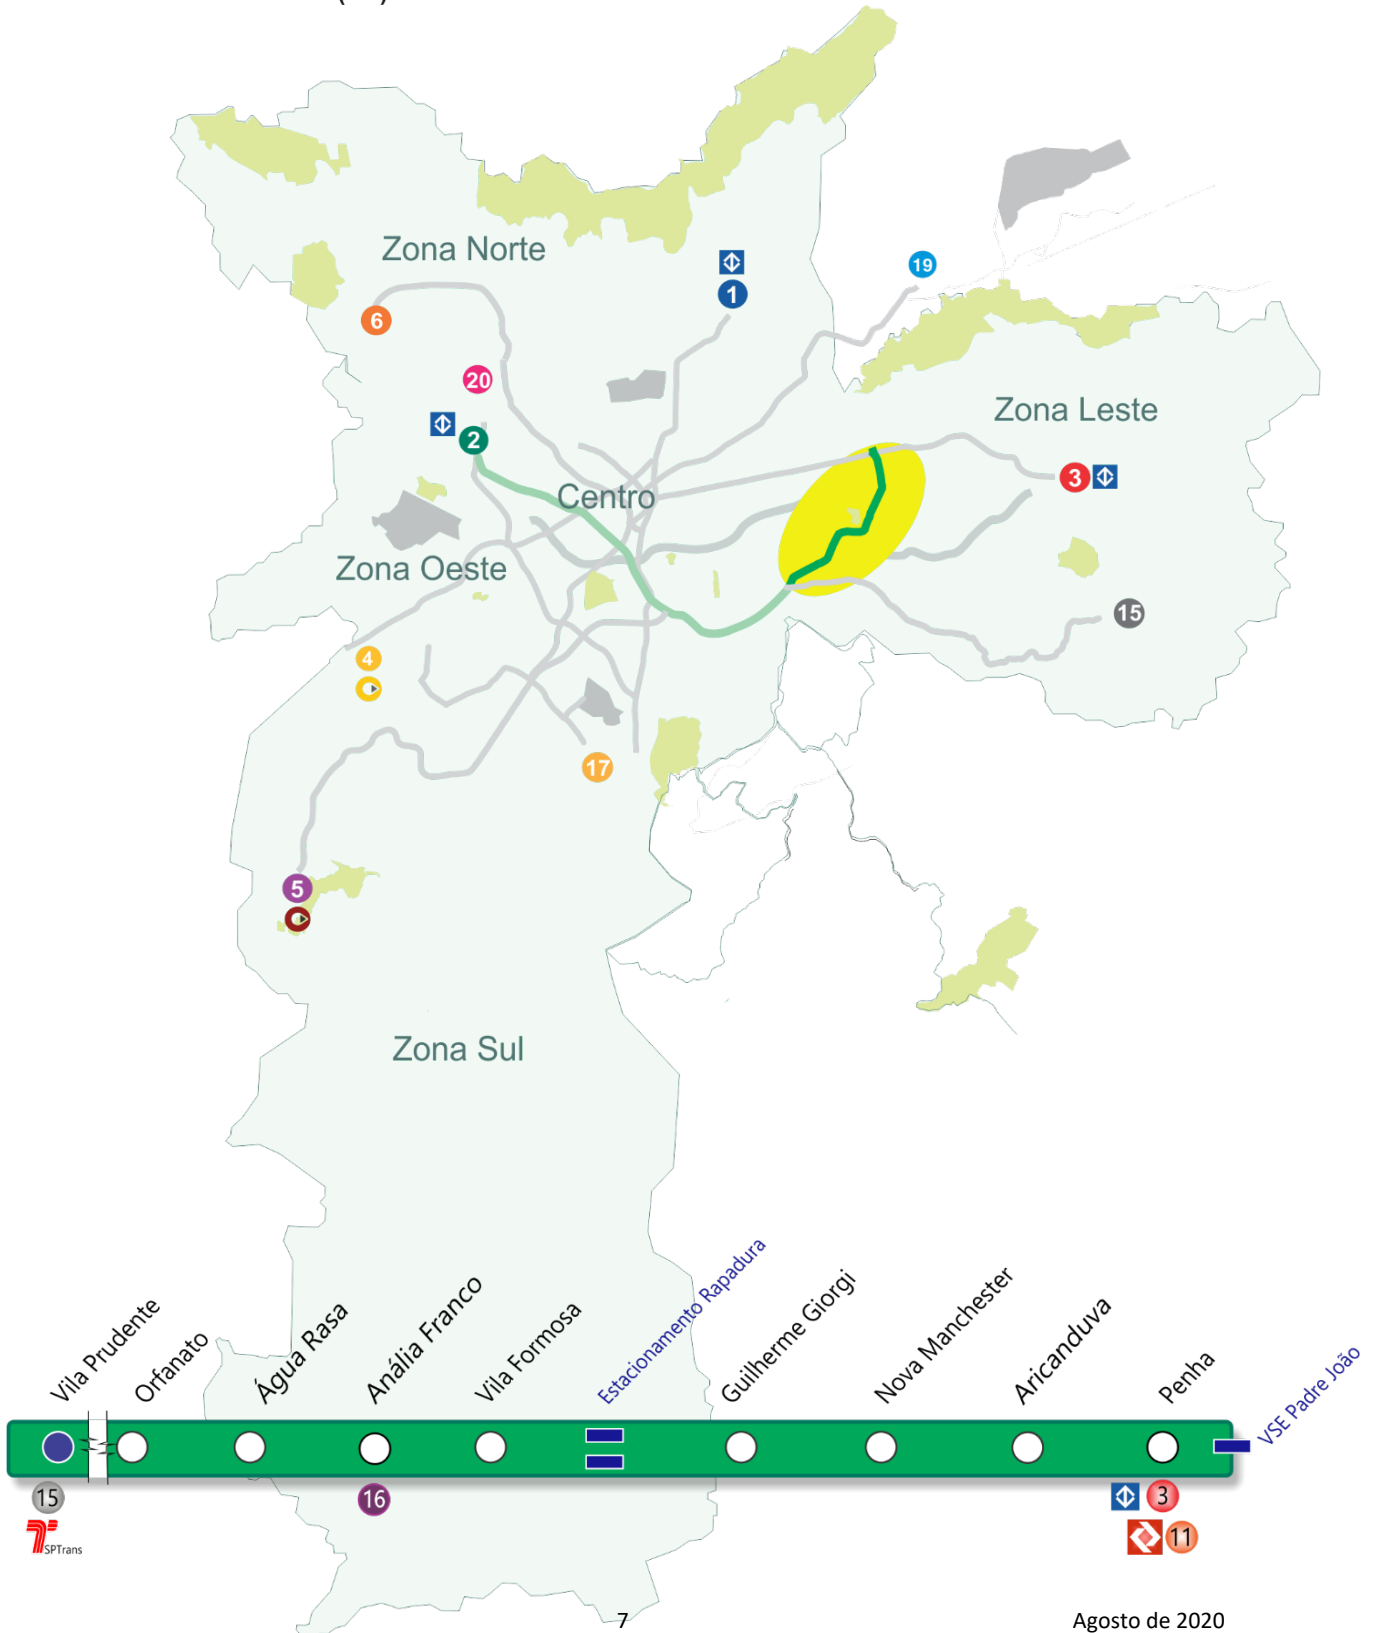 Zona Norte
19
1
6
20
Zona Leste
2
3
Centro
Zona Oeste
15
4
17
5
Zona Sul
Vila Prudente
Orfanato
Água Rasa
Anália Franco
Vila Formosa
Estacionamento Rapadura
Guilherme Giorgi
Nova Manchester
Aricanduva
Penha
VSE Padre João
15
16
3
SPTrans
11
7
Agosto de 2020